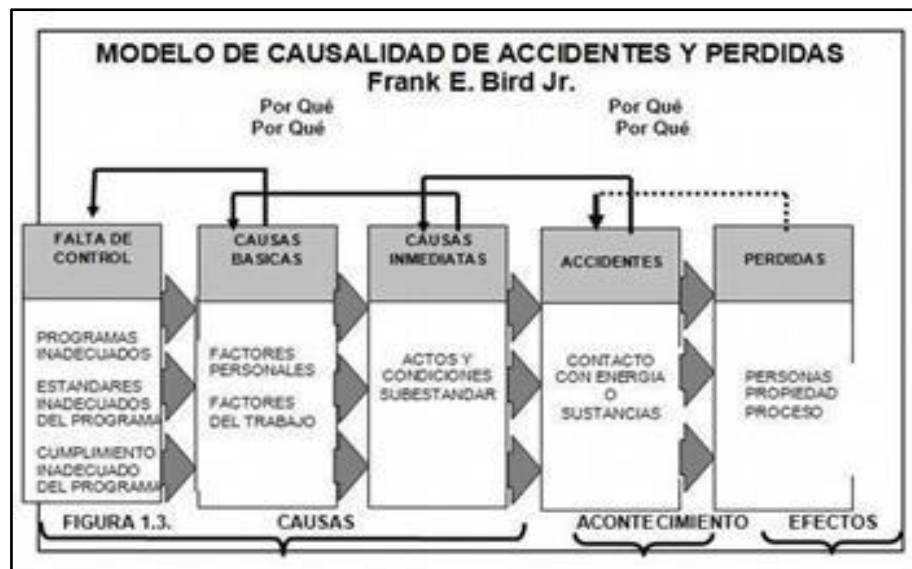 MODELO DE CAUSALIDAD DE ACCIDENTES Y PERDIDAS
Frank E. Bird Jr.
Por Qué
Por Qué
Por Qué
Por Qué
FALTA DE
CONTROL
PROGRAMAS
INADECUADOS
ESTANDARES
INADECUADOS
DEL PROGRAMA
CUMPLIMIENTO
INADECUADO
DEL PROGRAMA
CAUSAS
BASICAS
FACTORES
PERSONALES
FACTORES
DEL TRABAJO
CAUSAS
INMEDIATAS
ACTOS Y
CONDICIONES
SUBESTANDAR
ACCIDENTES
CONTACTO
CON ENERGIA
O
SUSTANCIAS
PERDIDAS
PERSONAS
PROPIEDAD
PROCESO
FIGURA 1.3.
CAUSAS
ACONTECIMIENTO
EFECTOS